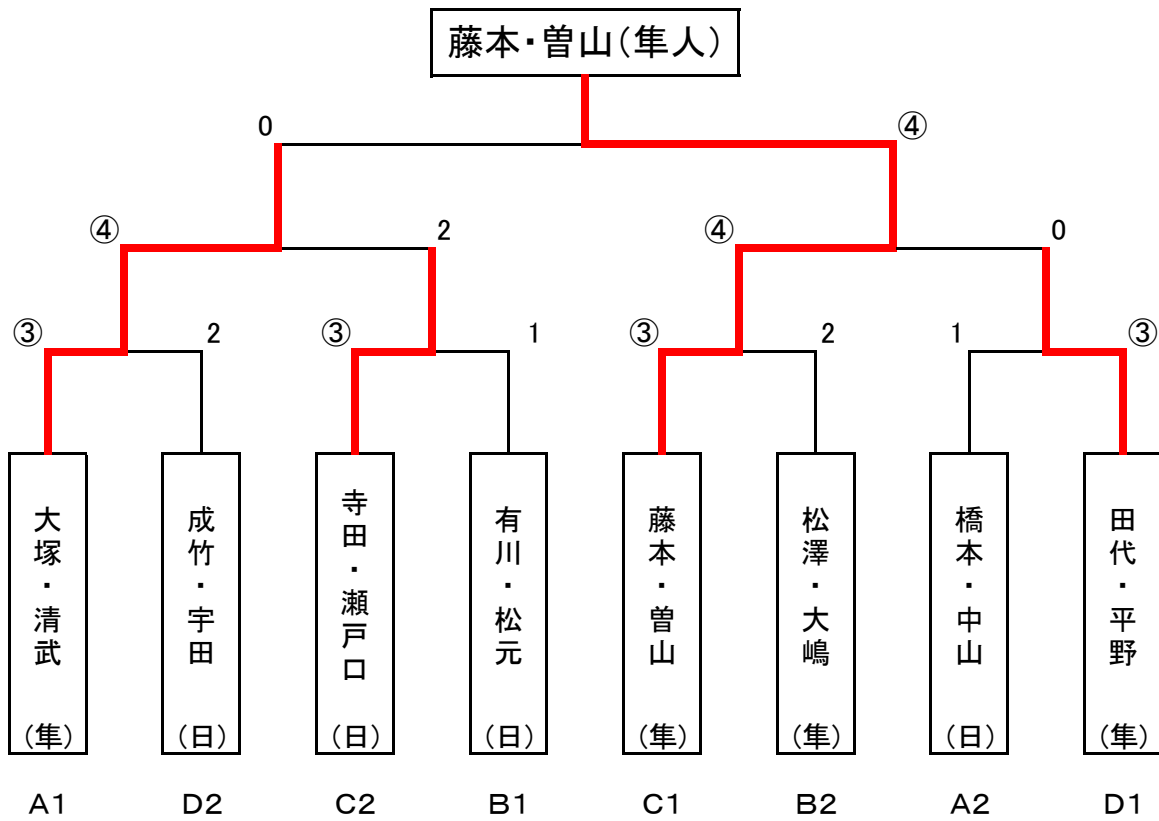 藤本・曽山(隼人)
0
④
④
2
④
0
③
2
③
1
③
2
1
③
大塚・清武
(隼)
成竹・宇田
(日)
寺田・瀬戸口
(日)
有川・松元
(日)
藤本・曽山
(隼)
松澤・大嶋
(隼)
橋本・中山
(日)
田代・平野
(隼)
A1
D2
C2
B1
C1
B2
A2
D1